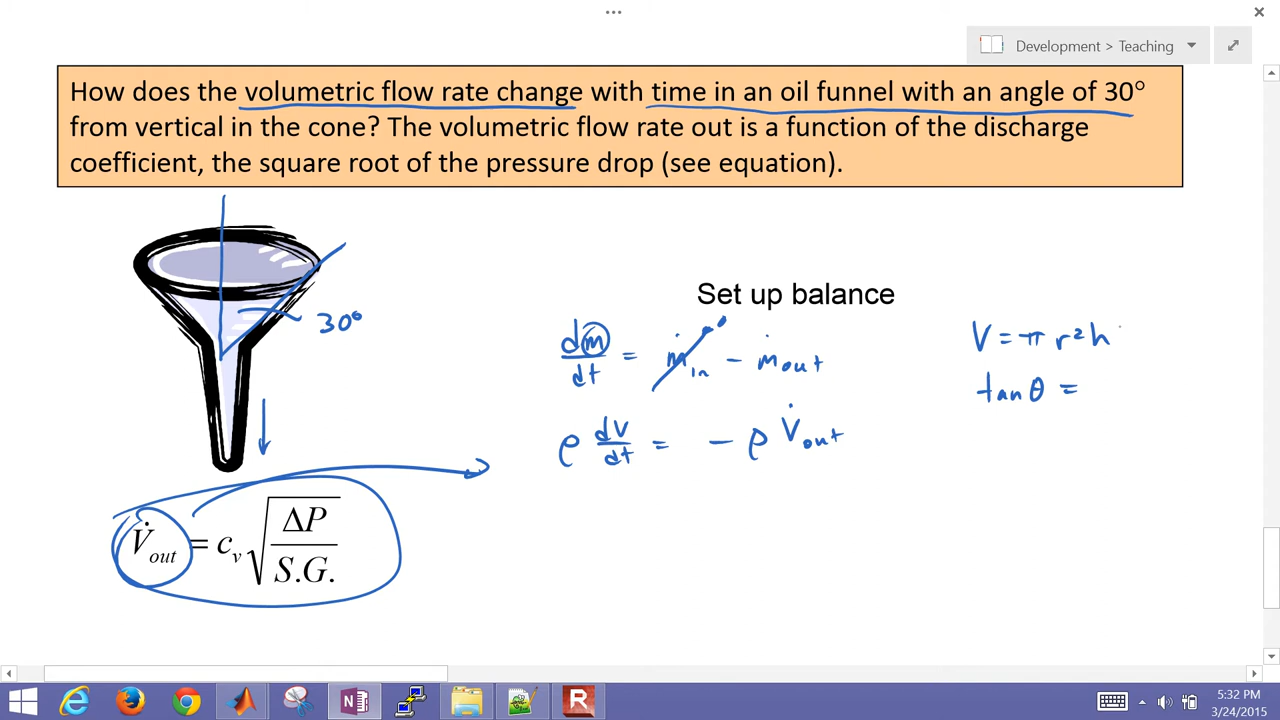 Development > Teaching
How does the volumetric flow rate change with time in an oil funnel with an angle of 30°
from vertical in the cone? The volumetric flow rate out is a function of the discharge
coefficient, the square root of the pressure drop (see equation).
30°
Set up balance
dm/dt = ṁin - ṁout
ρ dV/dt = - ρ V̇out
V = π r² h
tan θ =
V̇out = cv √(ΔP/S.G.)
5:32 PM
3/24/2015